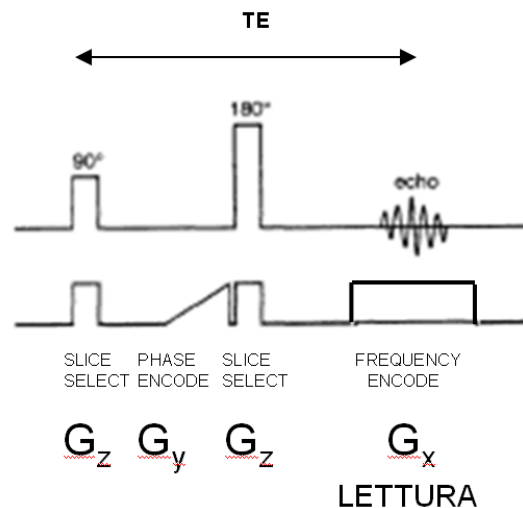 TE
180°
90°
echo
SLICE PHASE SLICE FREQUENCY
SELECT ENCODE SELECT ENCODE
Gz Gy Gz Gx
LETTURA